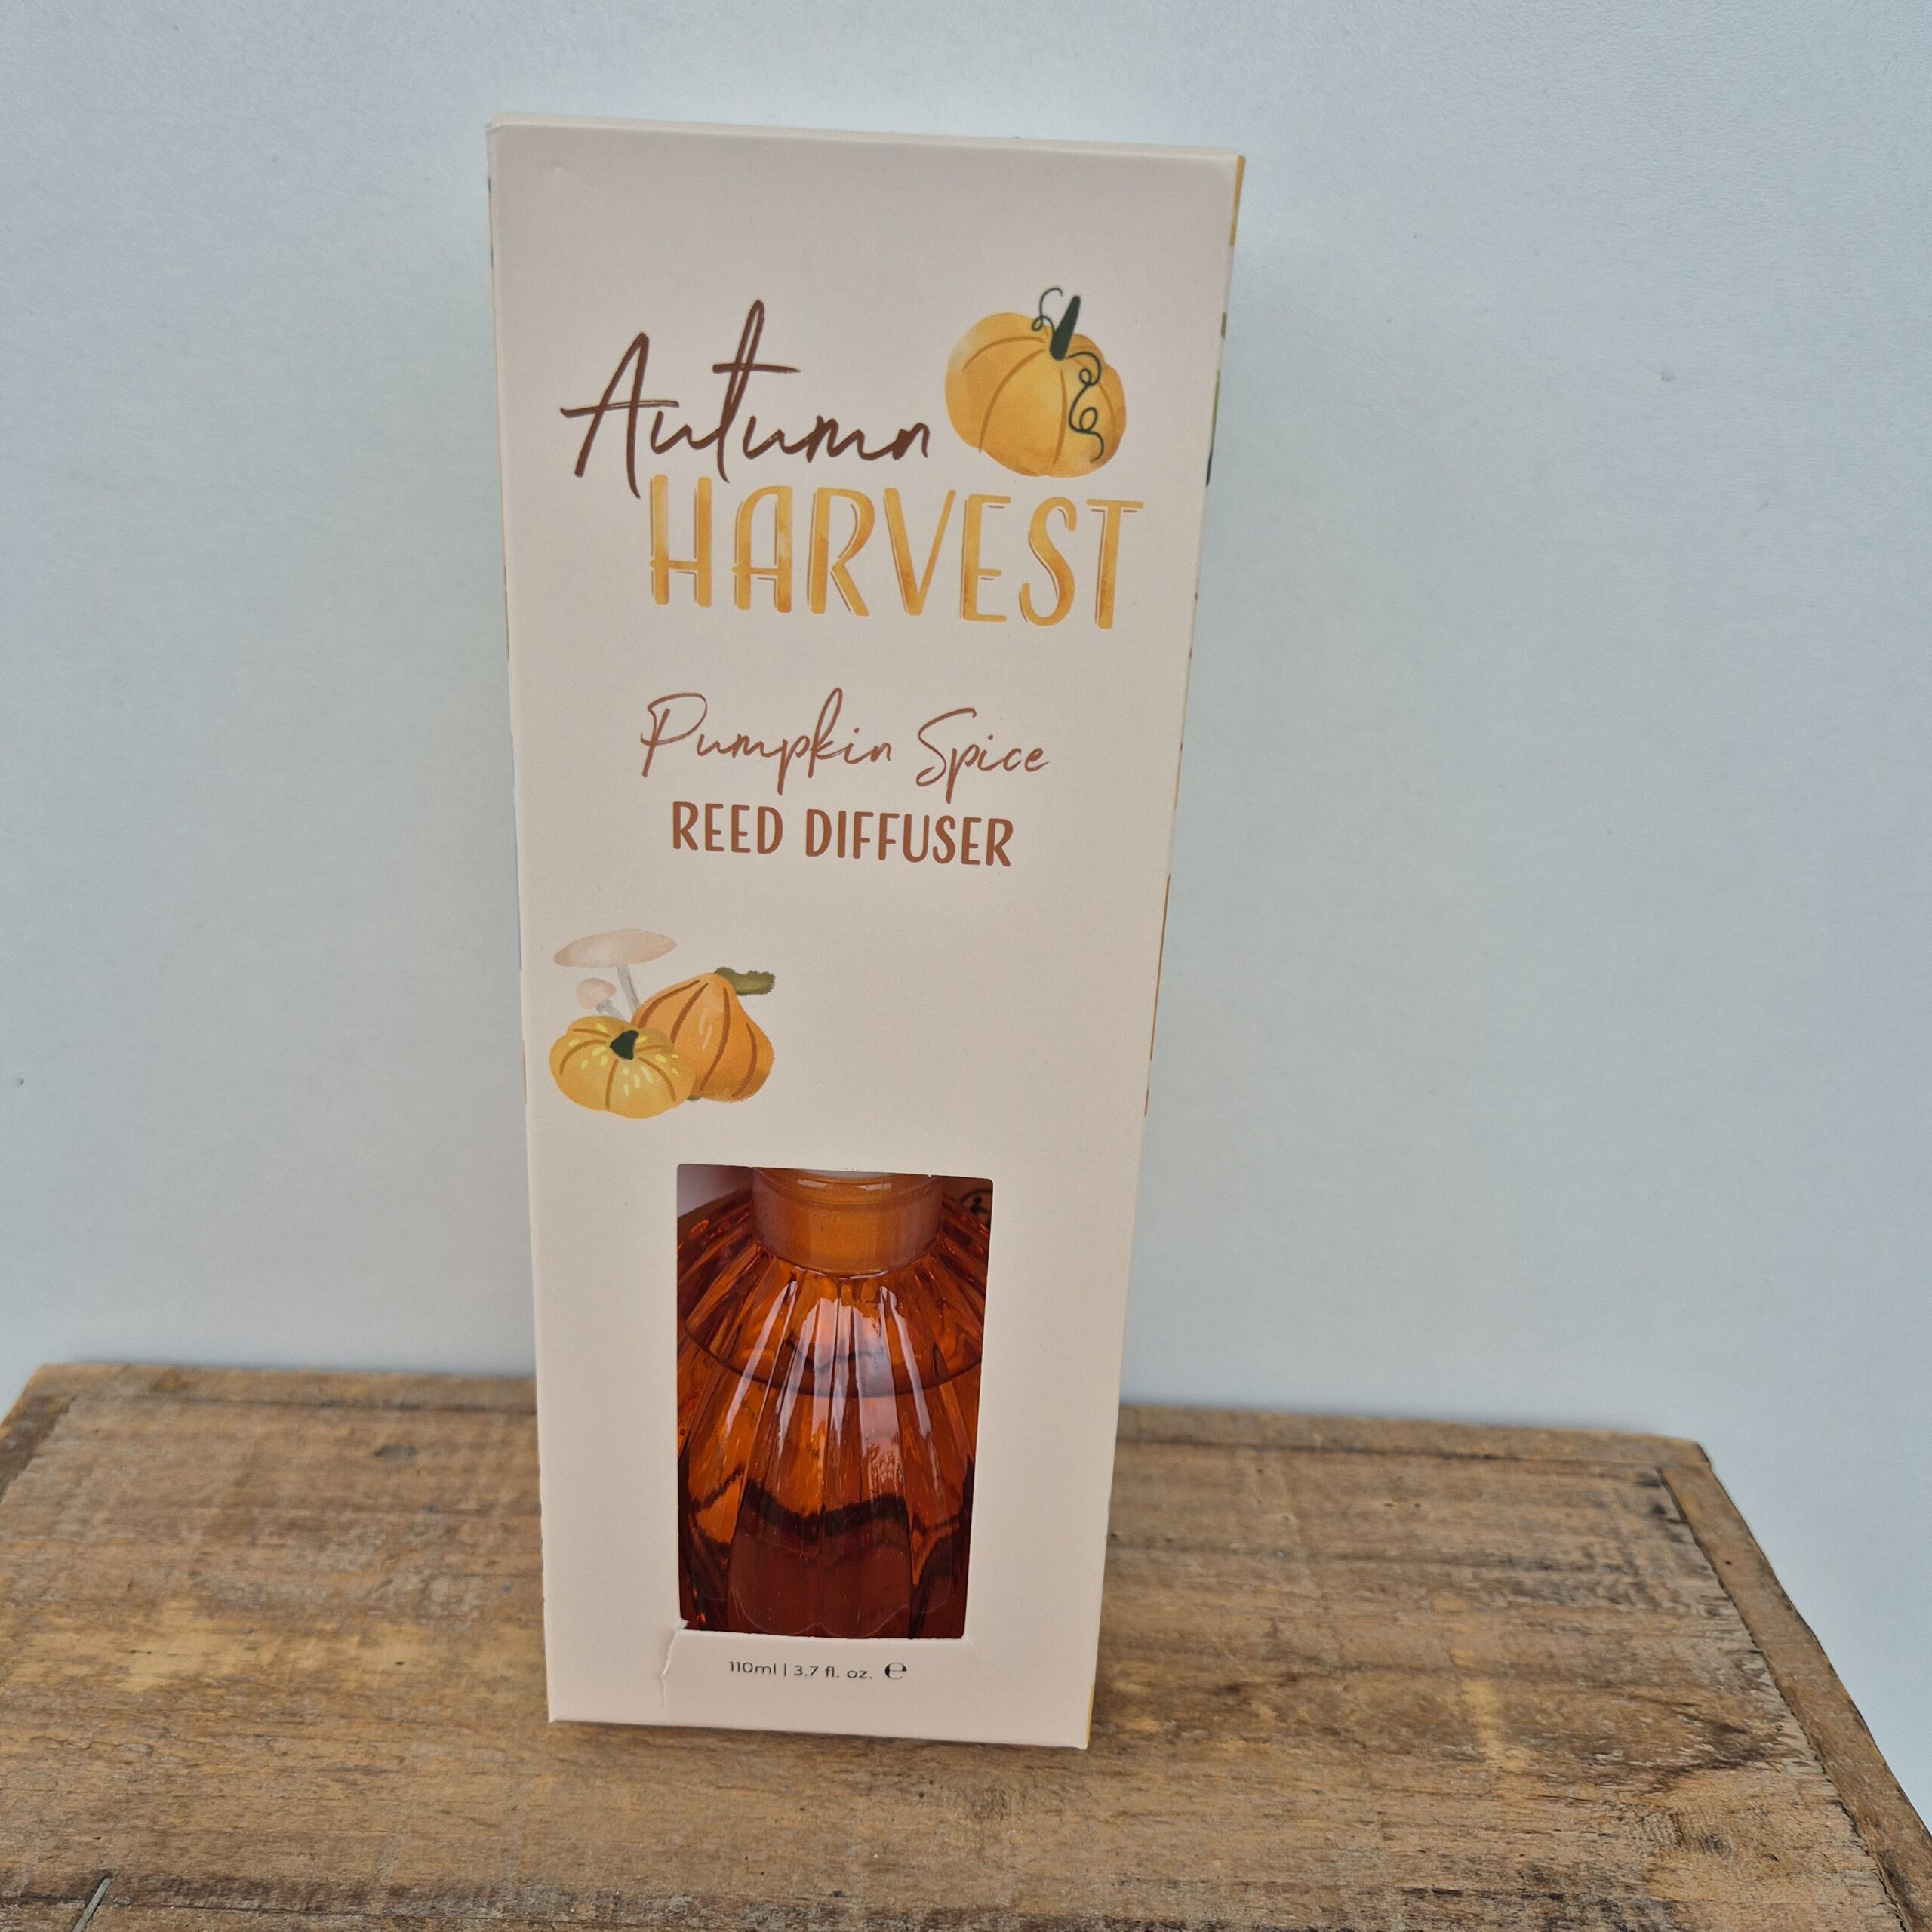 Autumn
HARVEST
Pumpkin Spice
REED DIFFUSER
110ml | 3.7 fl. oz. ℮